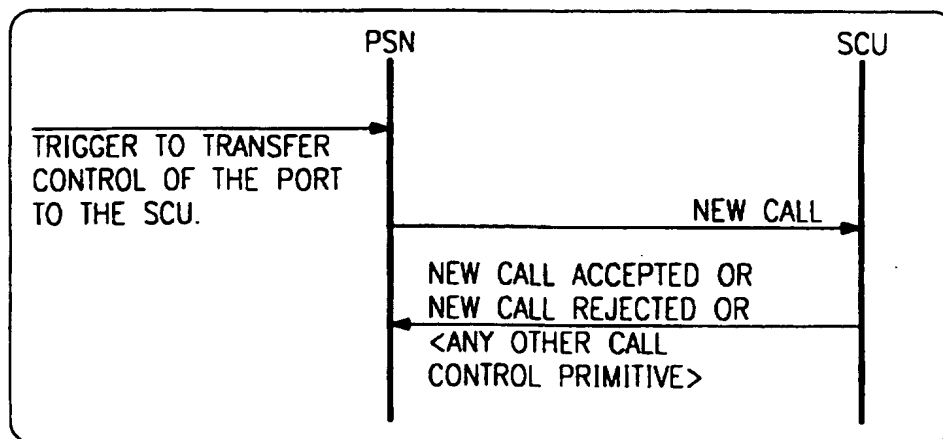 PSN
SCU
TRIGGER TO TRANSFER
CONTROL OF THE PORT
TO THE SCU.
NEW CALL
NEW CALL ACCEPTED OR
NEW CALL REJECTED OR
<ANY OTHER CALL
CONTROL PRIMITIVE>